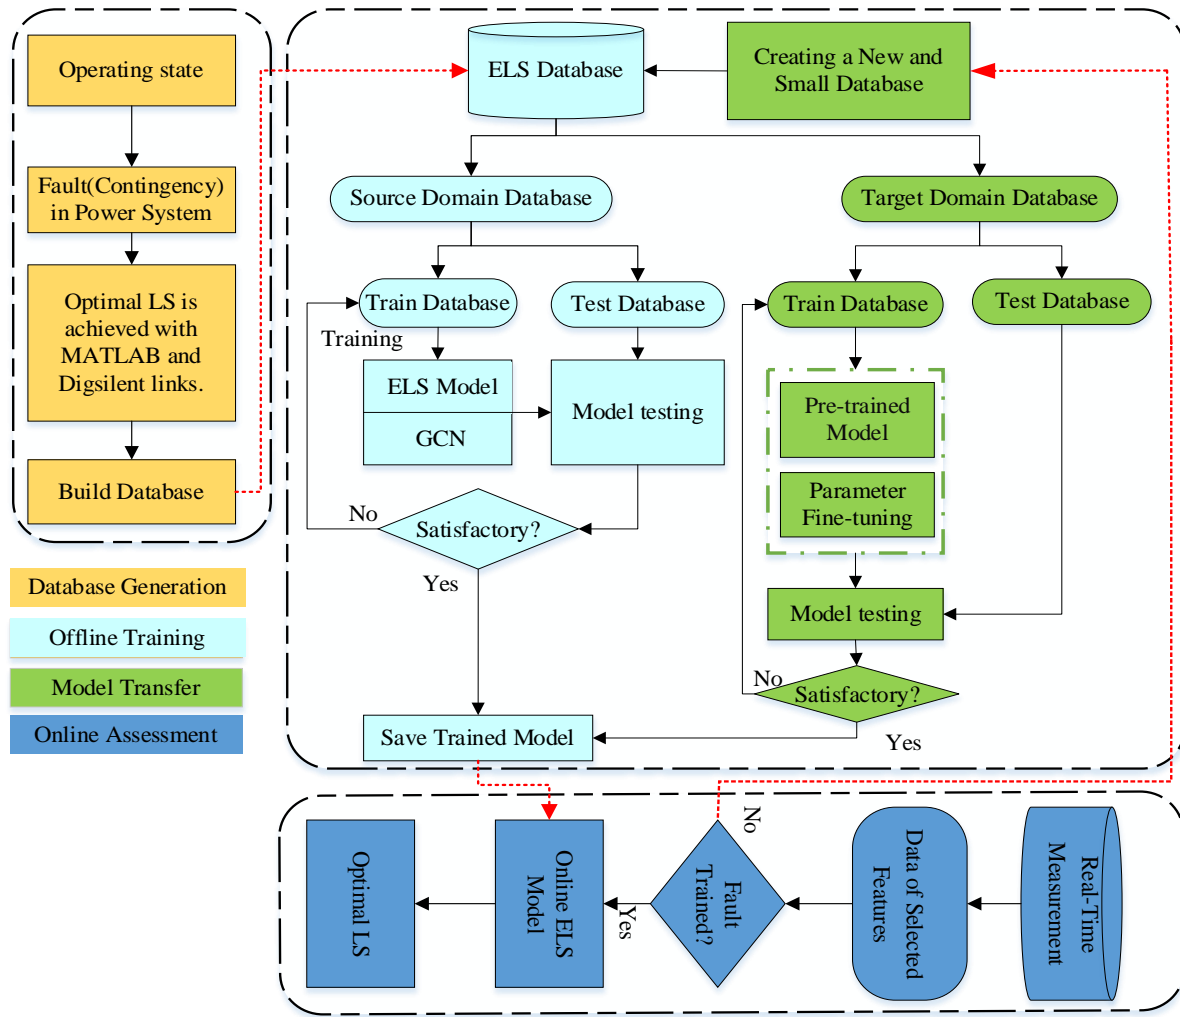 Operating state
Fault(Contingency)
in Power System
Optimal LS is
achieved with
MATLAB and
Digsilent links.
Build Database
Database Generation
Offline Training
Model Transfer
Online Assessment
ELS Database
Creating a New and
Small Database
Source Domain Database
Target Domain Database
Train Database
Test Database
Training
ELS Model
GCN
Model testing
No
Satisfactory?
Yes
Train Database
Test Database
Pre-trained
Model
Parameter
Fine-tuning
Model testing
No
Satisfactory?
Yes
Save Trained Model
Optimal LS
Online ELS
Model
Yes
No
Fault
Trained?
Data of Selected
Features
Real-Time
Measurement